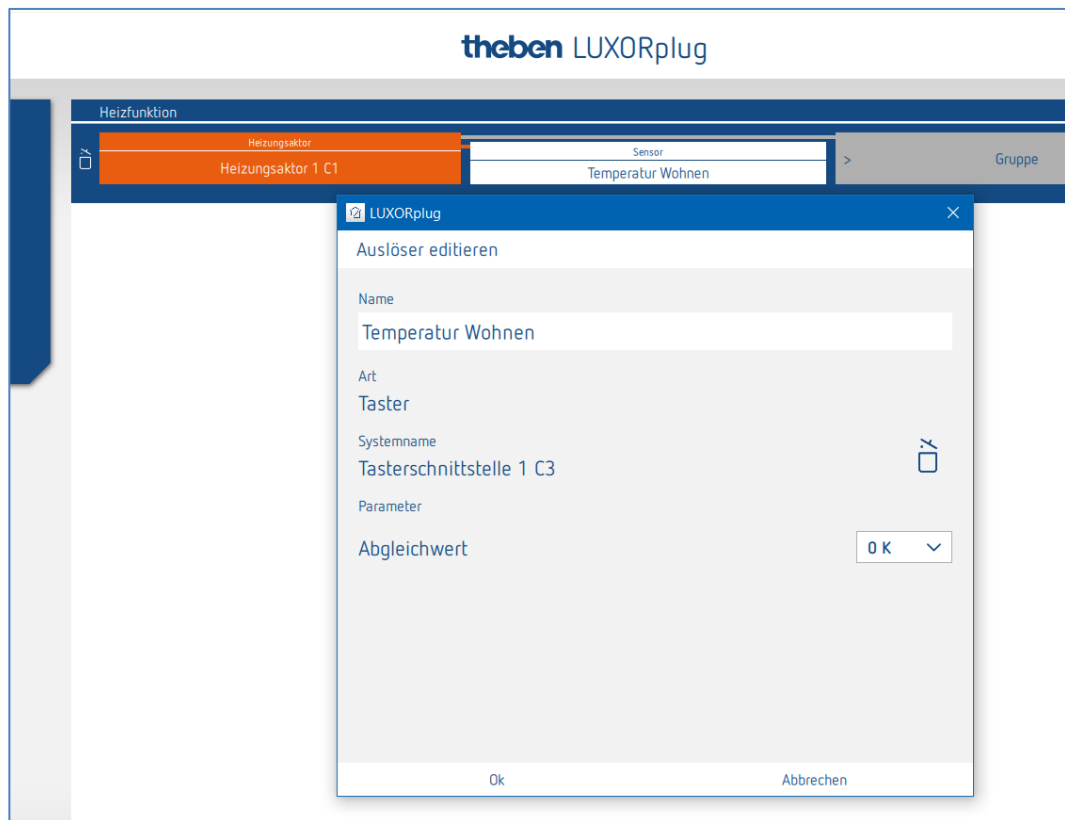 theben LUXORplug
Heizfunktion
Heizungsaktor
Heizungsaktor 1 C1
Sensor
Temperatur Wohnen
>
Gruppe
LUXORplug
Auslöser editieren
Name
Temperatur Wohnen
Art
Taster
Systemname
Tasterschnittstelle 1 C3
Parameter
Abgleichwert
0 K
Ok
Abbrechen